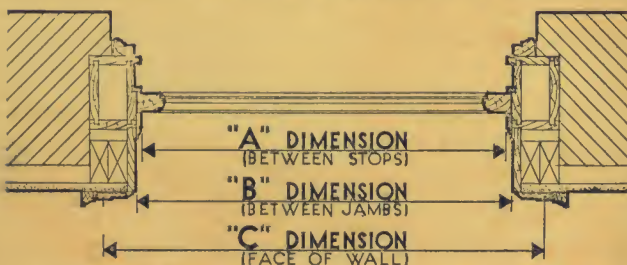 "A" DIMENSION
(BETWEEN STOPS)
"B" DIMENSION
(BETWEEN JAMBS)
"C" DIMENSION
(FACE OF WALL)